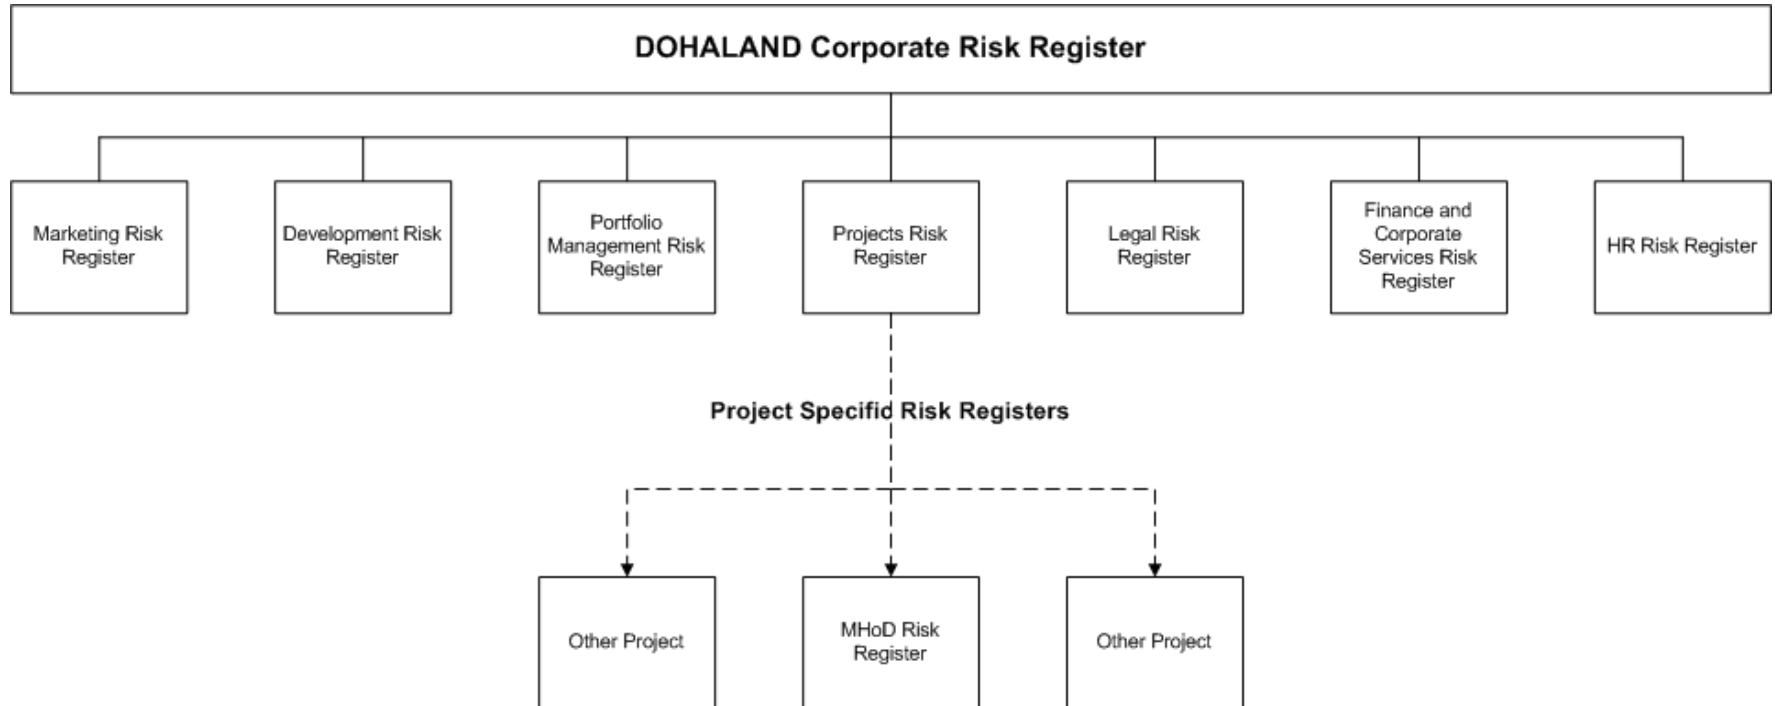 DOHALAND Corporate Risk Register
Marketing Risk
Register
Development Risk
Register
Portfolio
Management Risk
Register
Projects Risk
Register
Legal Risk
Register
Finance and
Corporate
Services Risk
Register
HR Risk Register
Project Specific Risk Registers
Other Project
MHoD Risk
Register
Other Project